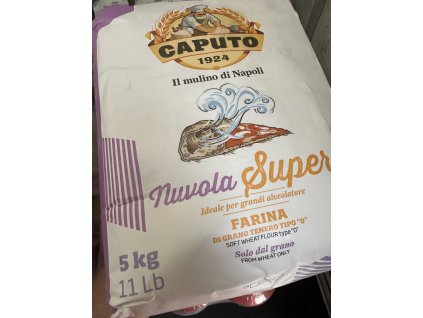 CAPUTO
1924
Il mulino di Napoli
Nuvola Super
Ideale per grandi alveolature
FARINA
DI GRANO TENERO TIPO "0"
SOFT WHEAT FLOUR type "0"
Solo dal grano
FROM WHEAT ONLY
5 kg
11 Lb